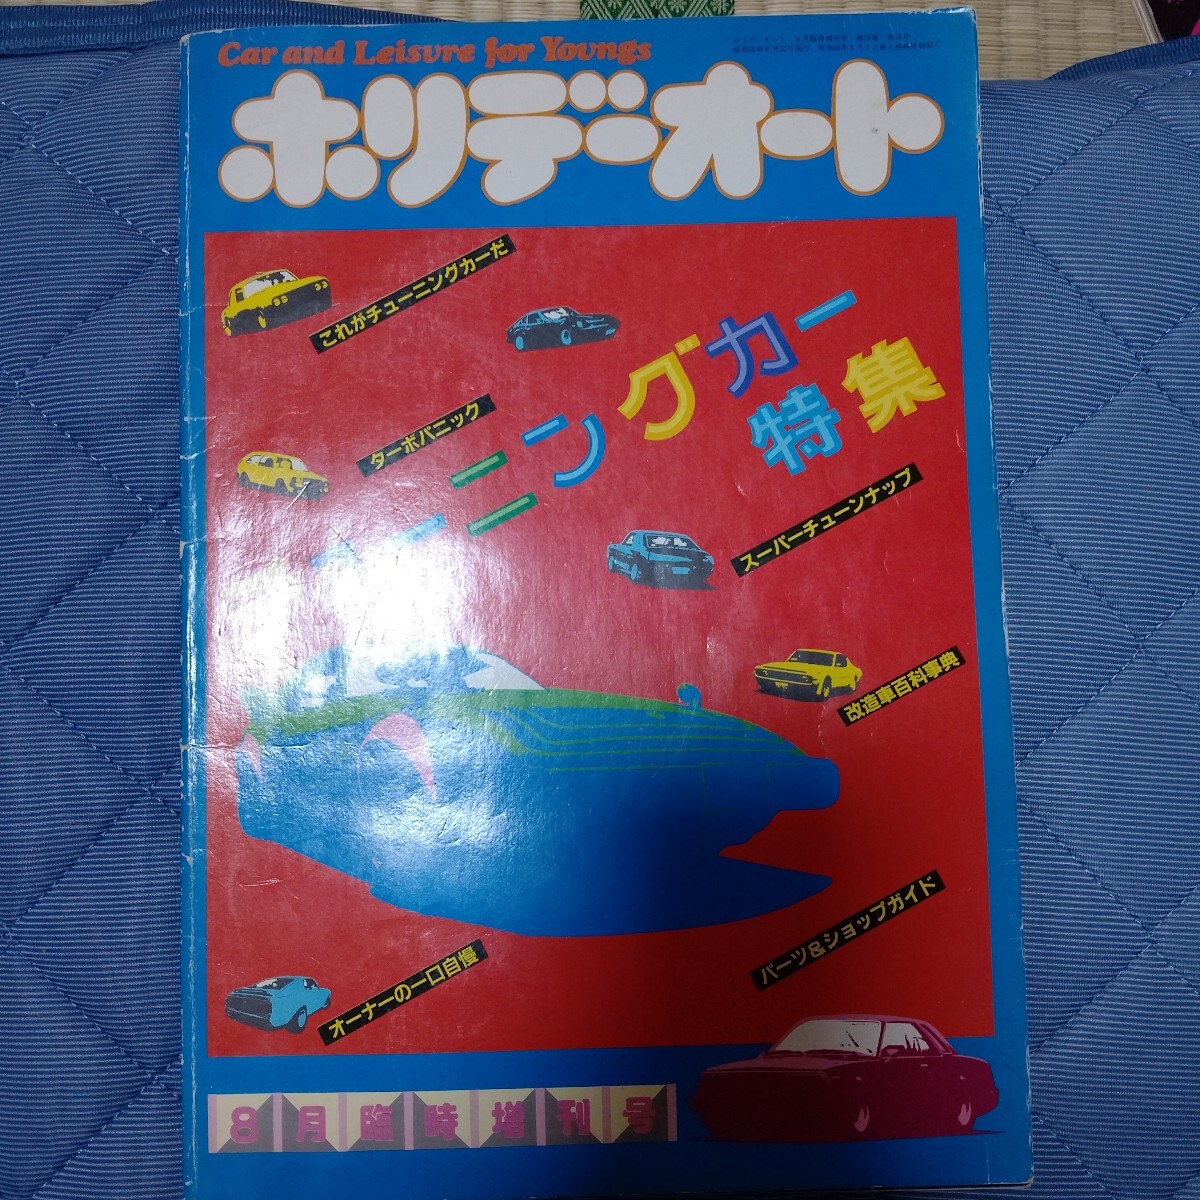 Car and Leisure for Youngs
ホリデーオート
これがチューニングカーだ
ターボパニック
ューニングカー
特集
スーパーチューンナップ
改造車百科事典
パーツ&ショップガイド
オーナーの一口自慢
8月臨時増刊号